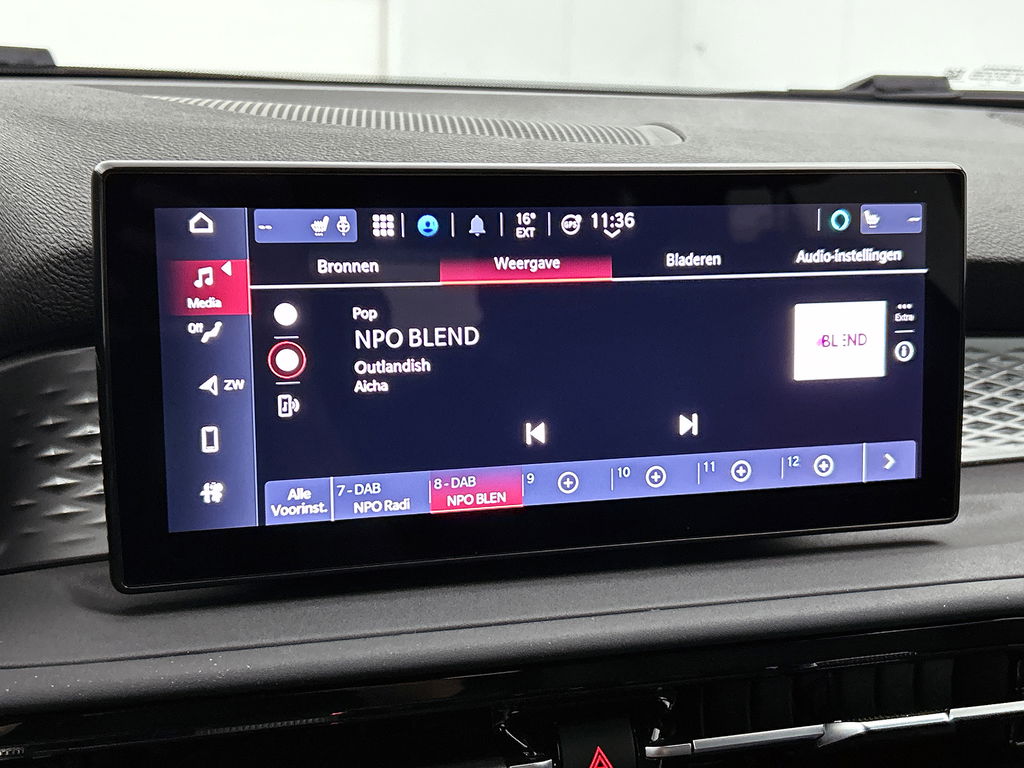 16°
EXT
GPS
11:36
Bronnen
Weergave
Bladeren
Audio-instellingen
Media
Off
ZW
Pop
NPO BLEND
Outlandish
Aicha
BLEND
Extra
Alle
Voorinst.
7 - DAB
NPO Radi
8 - DAB
NPO BLEN
9
10
11
12